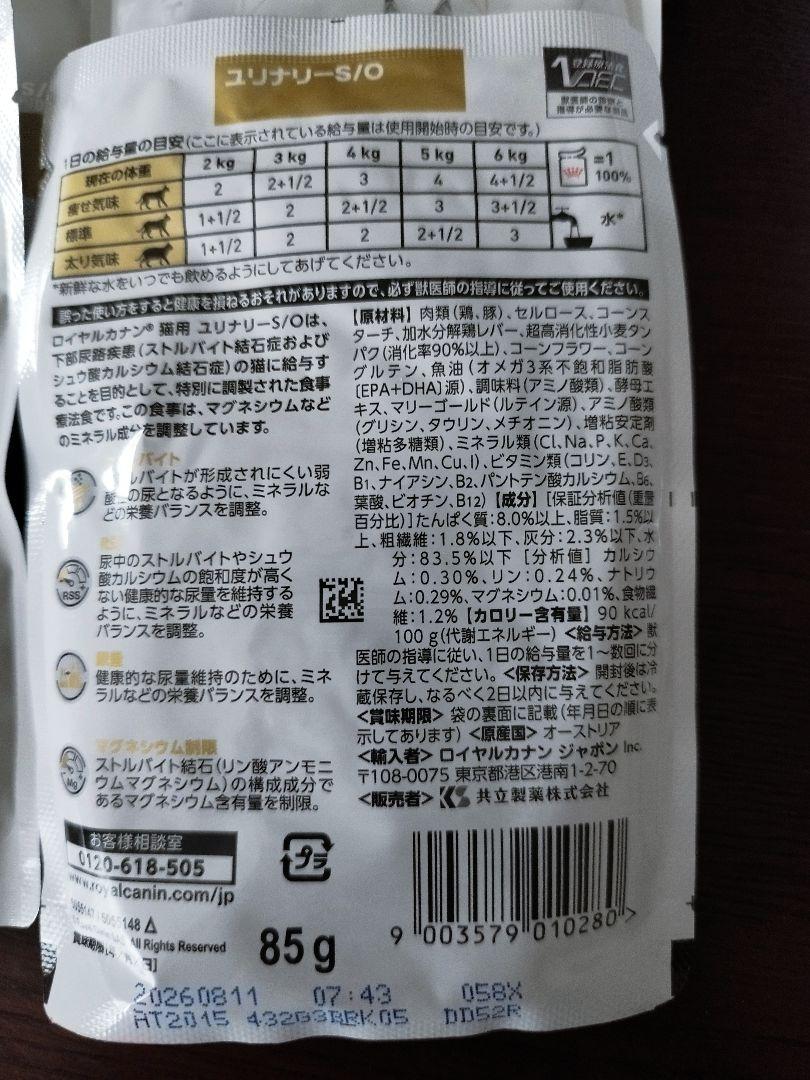 ユリナリーS/O
登録療法食
獣医師の診断と
指導が必要な製品
1日の給与量の目安(ここに表示されている給与量は使用開始時の目安です。)
現在の体重 2 kg 3 kg 4 kg 5 kg 6 kg
痩せ気味 2 2+1/2 3 4 4+1/2
標準 1+1/2 2 2+1/2 3 3+1/2
太り気味 1+1/2 2 2 2+1/2 3
=1
100%
水*
*新鮮な水をいつでも飲めるようにしてあげてください。
誤った使い方をすると健康を損ねるおそれがありますので、必ず獣医師の指導に従ってご使用ください。
ロイヤルカナン® 猫用 ユリナリーS/Oは、
下部尿路疾患(ストルバイト結石症および
シュウ酸カルシウム結石症)の猫に給与す
ることを目的として、特別に調製された食事
療法食です。この食事は、マグネシウムなど
のミネラル成分を調整しています。
バイト
ルバイトが形成されにくい弱
酸性の尿となるように、ミネラルな
どの栄養バランスを調整。
RSS
尿中のストルバイトやシュウ
酸カルシウムの飽和度が高く
ない健康的な尿量を維持する
ように、ミネラルなどの栄養
バランスを調整。
尿量
健康的な尿量維持のために、ミネ
ラルなどの栄養バランスを調整。
マグネシウム制限
Mg
ストルバイト結石(リン酸アンモニ
ウムマグネシウム)の構成成分で
あるマグネシウム含有量を制限。
【原材料】肉類(鶏、豚)、セルロース、コーンス
ターチ、加水分解鶏レバー、超高消化性小麦タン
パク(消化率90%以上)、コーンフラワー、コーン
グルテン、魚油(オメガ3系不飽和脂肪酸
〔EPA+DHA〕源)、調味料(アミノ酸類)、酵母エ
キス、マリーゴールド(ルテイン源)、アミノ酸類
(グリシン、タウリン、メチオニン)、増粘安定剤
(増粘多糖類)、ミネラル類(Cl、Na、P、K、Ca、
Zn、Fe、Mn、Cu、I)、ビタミン類(コリン、E、D3、
B1、ナイアシン、B2、パントテン酸カルシウム、B6、
葉酸、ビオチン、B12)【成分】[保証分析値(重量
百分比)]たんぱく質:8.0%以上、脂質:1.5%以
上、粗繊維:1.8%以下、灰分:2.3%以下、水
分:83.5%以下 [分析値] カルシウ
ム:0.30%、リン:0.24%、ナトリウ
ム:0.29%、マグネシウム:0.01%、食物繊
維:1.2%【カロリー含有量】90 kcal/
100 g(代謝エネルギー)<給与方法>獣
医師の指導に従い、1日の給与量を1〜数回に分
けて与えてください。<保存方法>開封後は冷
蔵保存し、なるべく2日以内に与えてください。
<賞味期限>袋の裏面に記載(年月日の順に表
示してあります)<原産国>オーストリア
<輸入者>ロイヤルカナン ジャポン Inc.
〒108-0075 東京都港区港南1-2-70
<販売者>共立製薬株式会社
お客様相談室
0120-618-505
www.royalcanin.com/jp
148
All Rights Reserved
プラ
85g
9 003579 010280
20260811 07:43 058X
AT2015 43203BRK05 DD52R